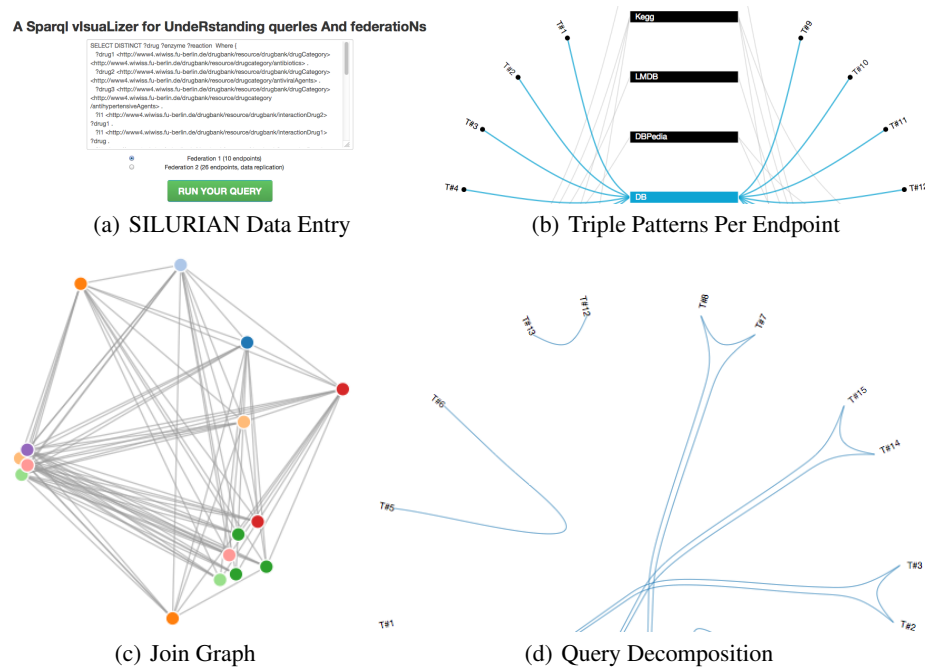 A Sparql vIsuaLizer for UndeRstanding querIes And federatioNs
SELECT DISTINCT ?drug ?enzyme ?reaction Where {
?drug1 <http://www4.wiwiss.fu-berlin.de/drugbank/resource/drugbank/drugCategory>
<http://www4.wiwiss.fu-berlin.de/drugbank/resource/drugcategory/antibiotics> .
?drug2 <http://www4.wiwiss.fu-berlin.de/drugbank/resource/drugbank/drugCategory>
<http://www4.wiwiss.fu-berlin.de/drugbank/resource/drugcategory/antiviralAgents> .
?drug3 <http://www4.wiwiss.fu-berlin.de/drugbank/resource/drugbank/drugCategory>
<http://www4.wiwiss.fu-berlin.de/drugbank/resource/drugcategory
/antihypertensiveAgents> .
?I1 <http://www4.wiwiss.fu-berlin.de/drugbank/resource/drugbank/interactionDrug2>
?drug1 .
?I1 <http://www4.wiwiss.fu-berlin.de/drugbank/resource/drugbank/interactionDrug1>
?drug .
Federation 1 (10 endpoints)
Federation 2 (26 endpoints, data replication)
RUN YOUR QUERY
(a) SILURIAN Data Entry
Kegg
LMDB
DBPedia
DB
T#1
T#2
T#3
T#4
T#9
T#10
T#11
T#12
(b) Triple Patterns Per Endpoint
(c) Join Graph
T#13
T#12
T#8
T#7
T#6
T#15
T#14
T#5
T#3
T#2
T#1
(d) Query Decomposition